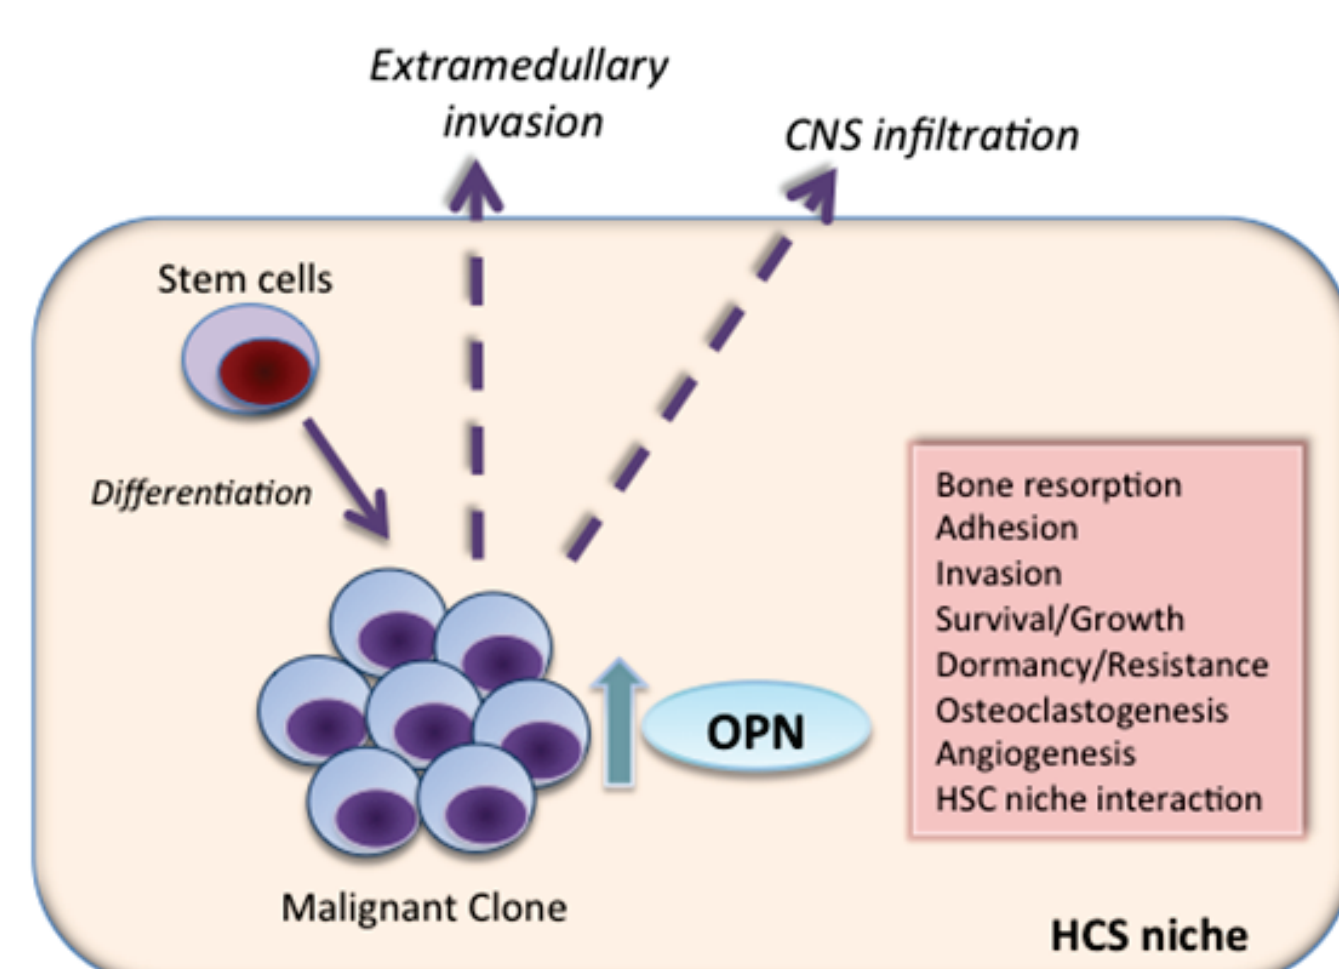 Extramedullary
invasion
CNS infiltration
Stem cells
Differentiation
Bone resorption
Adhesion
Invasion
Survival/Growth
Dormancy/Resistance
Osteoclastogenesis
Angiogenesis
HSC niche interaction
OPN
Malignant Clone
HCS niche